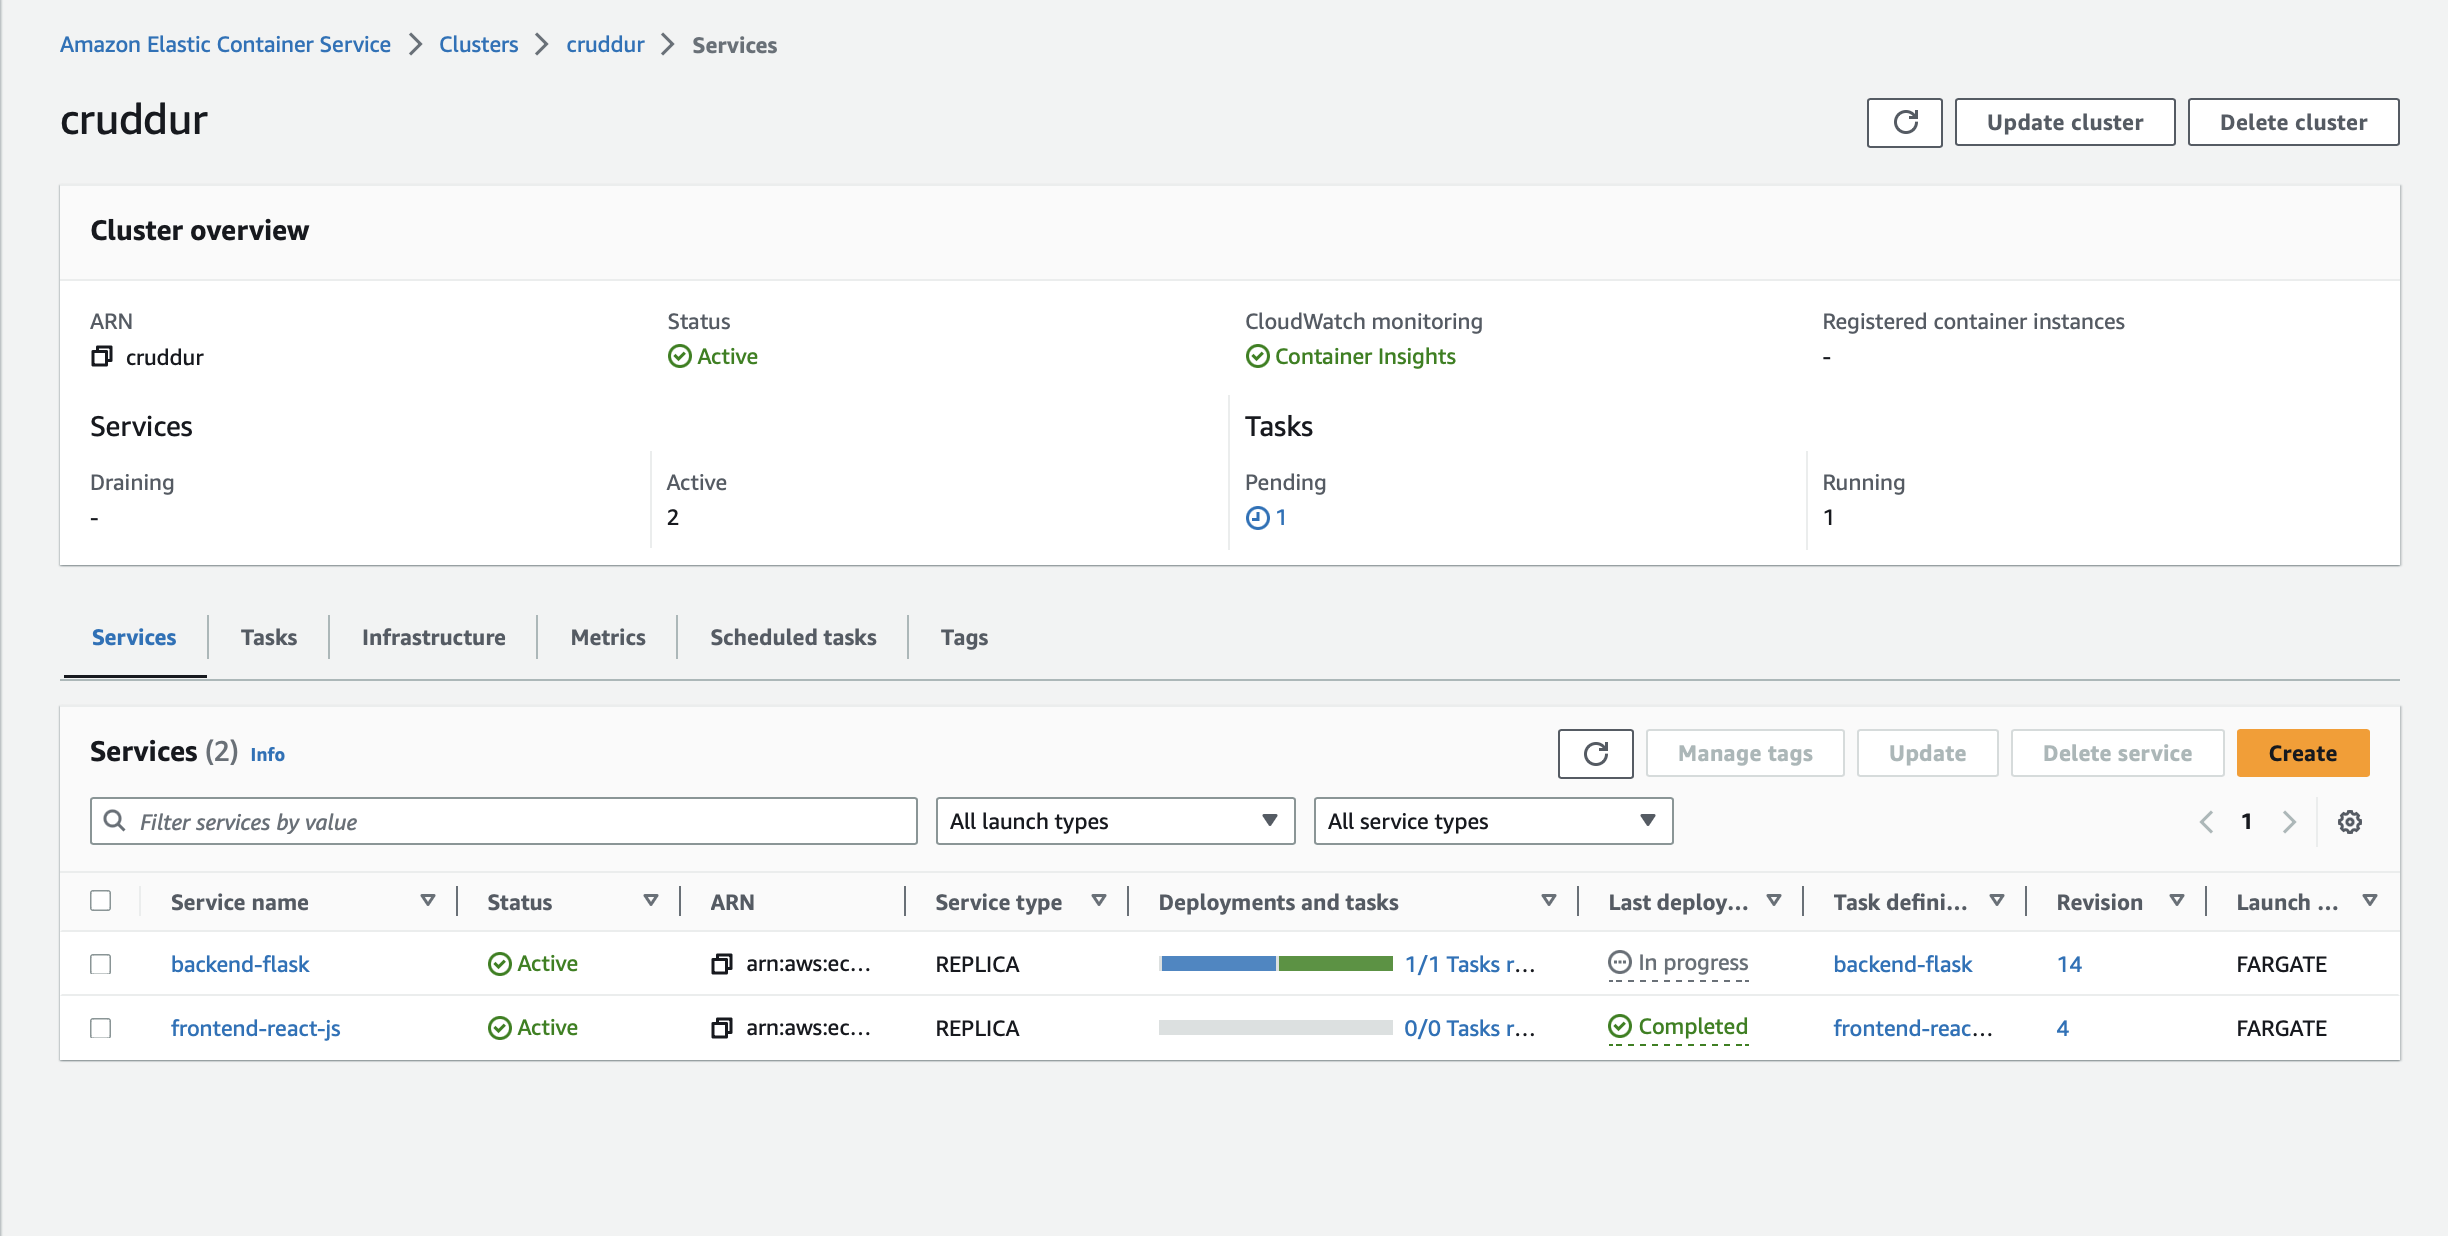 Amazon Elastic Container Service > Clusters > cruddur > Services
cruddur
Update cluster
Delete cluster
Cluster overview
ARN Status CloudWatch monitoring Registered container instances
cruddur Active Container Insights -
Services Tasks
Draining Active Pending Running
- 2 1 1
Services Tasks Infrastructure Metrics Scheduled tasks Tags
Services (2) Info Manage tags Update Delete service Create
Filter services by value All launch types All service types 1
Service name Status ARN Service type Deployments and tasks Last deploy... Task defini... Revision Launch ...
backend-flask Active arn:aws:ec... REPLICA 1/1 Tasks r... In progress backend-flask 14 FARGATE
frontend-react-js Active arn:aws:ec... REPLICA 0/0 Tasks r... Completed frontend-reac... 4 FARGATE